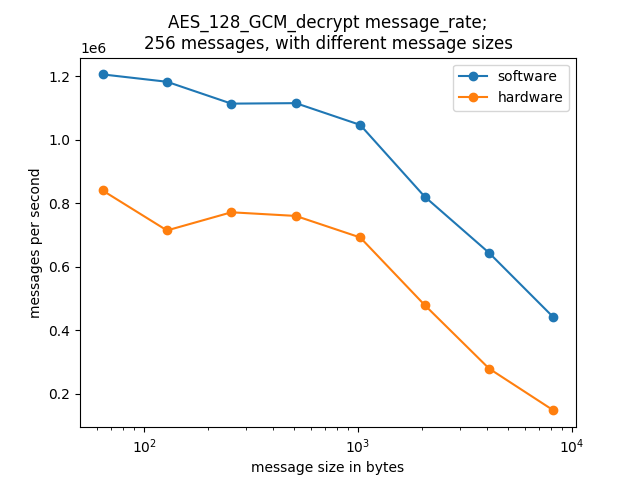 AES_128_GCM_decrypt message_rate;
256 messages, with different message sizes
1e6
software
hardware
1.2
1.0
0.8
0.6
0.4
0.2
messages per second
10²
10³
10⁴
message size in bytes